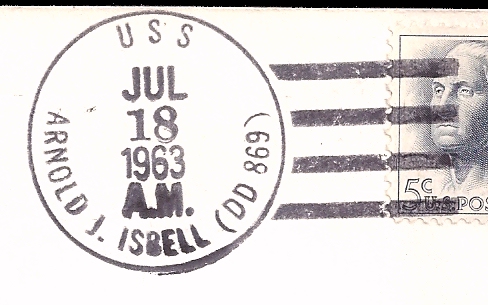 USS
JUL
18
1963
A.M.
ARNOLD J. ISBELL (DD 869)
5c
U.S. POS